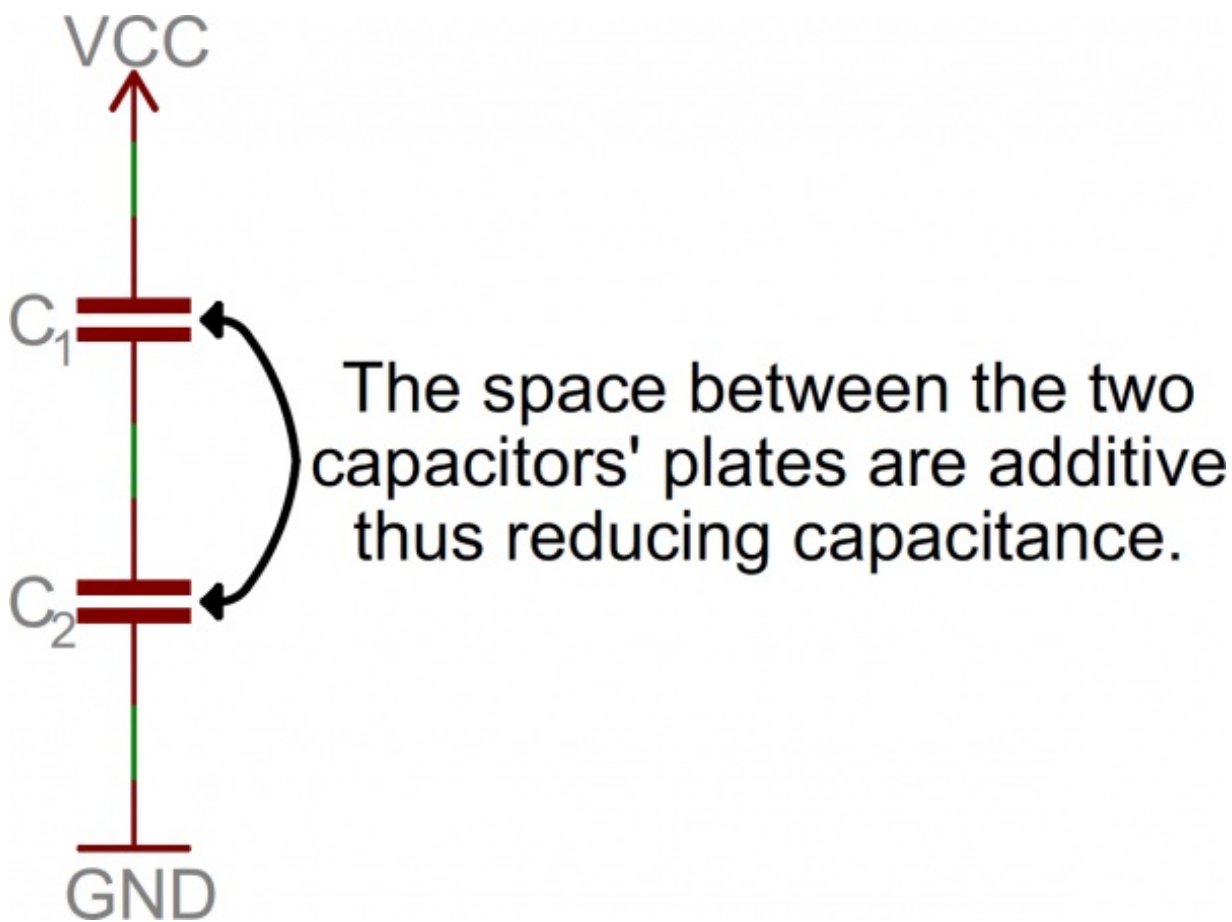 VCC
C1
The space between the two
capacitors' plates are additive
thus reducing capacitance.
C2
GND